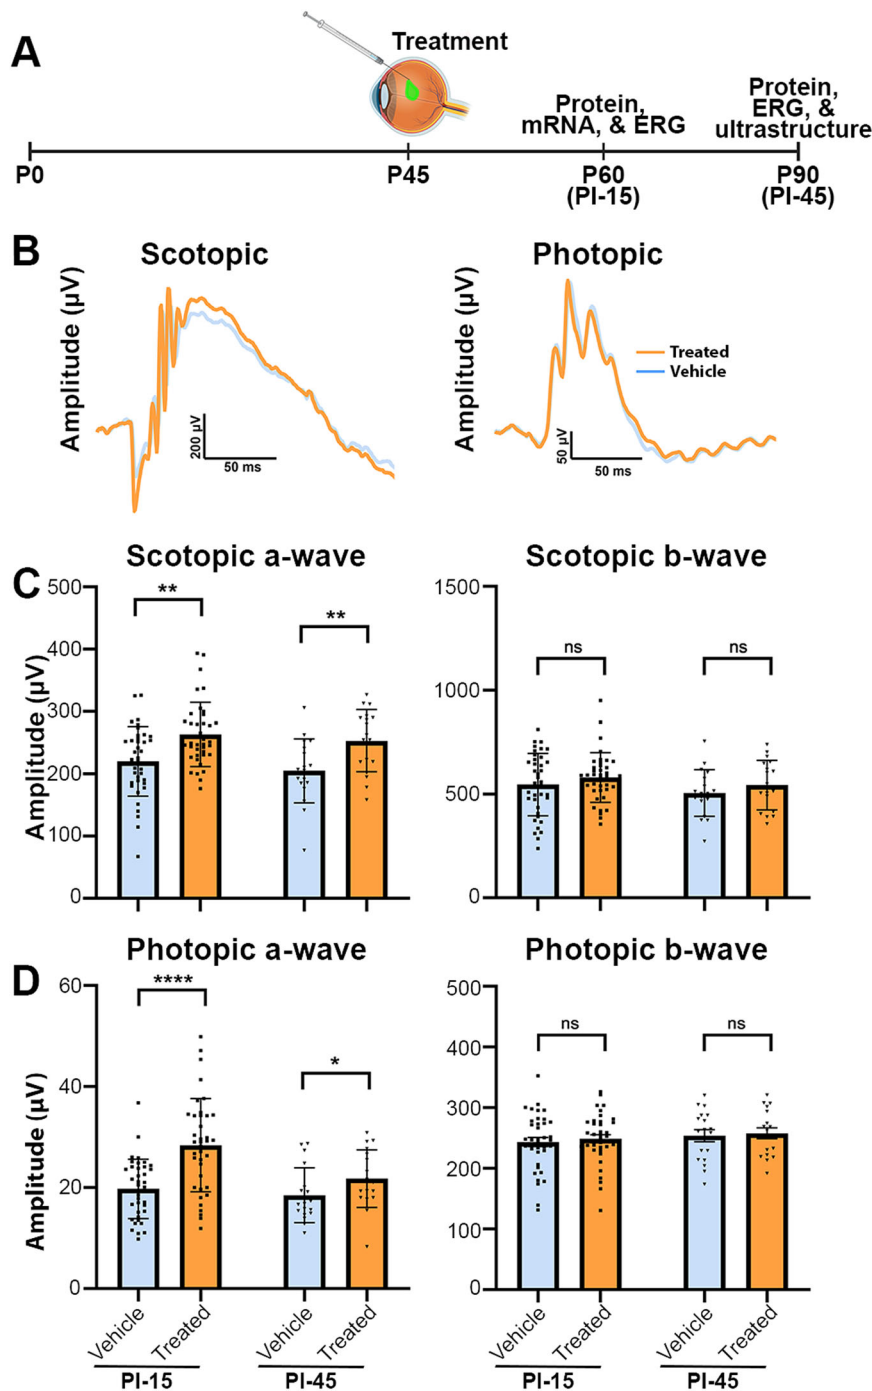 A
Treatment
Protein,
mRNA, & ERG
Protein,
ERG, &
ultrastructure
P0
P45
P60
(PI-15)
P90
(PI-45)
B
Scotopic
Photopic
Amplitude (µV)
200 µV
50 ms
Amplitude (µV)
50 µV
50 ms
Treated
Vehicle
C
Scotopic a-wave
Scotopic b-wave
Amplitude (µV)
500
400
300
200
100
0
**
**
1500
1000
500
0
ns
ns
D
Photopic a-wave
Photopic b-wave
Amplitude (µV)
60
40
20
0
****
*
500
400
300
200
100
0
ns
ns
Vehicle
Treated
Vehicle
Treated
PI-15
PI-45
Vehicle
Treated
Vehicle
Treated
PI-15
PI-45